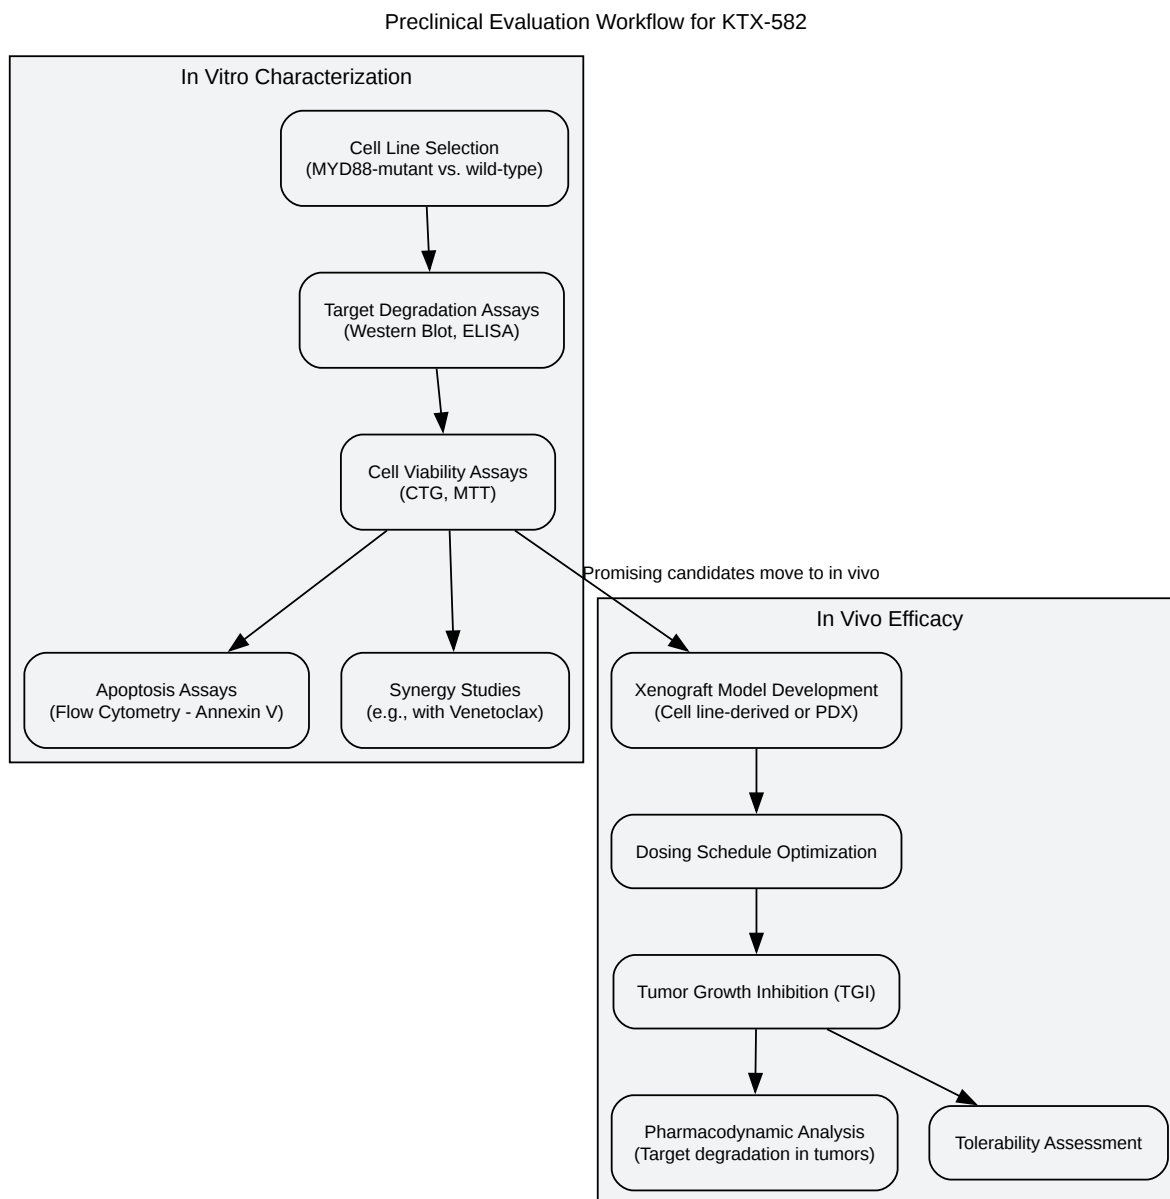 Preclinical Evaluation Workflow for KTX-582
In Vitro Characterization
Cell Line Selection
(MYD88-mutant vs. wild-type)
Target Degradation Assays
(Western Blot, ELISA)
Cell Viability Assays
(CTG, MTT)
Promising candidates move to in vivo
Apoptosis Assays
(Flow Cytometry - Annexin V)
Synergy Studies
(e.g., with Venetoclax)
In Vivo Efficacy
Xenograft Model Development
(Cell line-derived or PDX)
Dosing Schedule Optimization
Tumor Growth Inhibition (TGI)
Pharmacodynamic Analysis
(Target degradation in tumors)
Tolerability Assessment